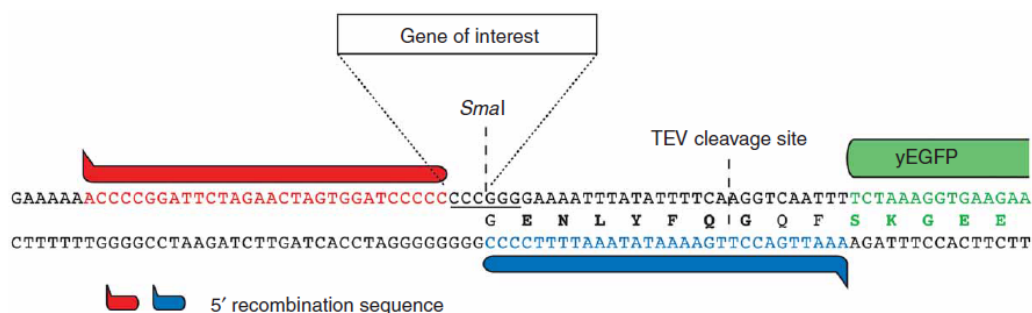 Gene of interest
SmaI
TEV cleavage site
yEGFP
GAAAAAACCCCGGATTCTAGAACTAGTGGATCCCCCCCCGGGGAAAATTTATATTTTCAAGGTCAATTTTCTAAAGGTGAAGAA
G E N L Y F Q G Q F S K G E E
CTTTTTTGGGGCCTAAGATCTTGATCACCTAGGGGGGGGCCCCTTTTAAATATAAAAGTTCCAGTTAAAAGATTTCCACTTCTT
5′ recombination sequence